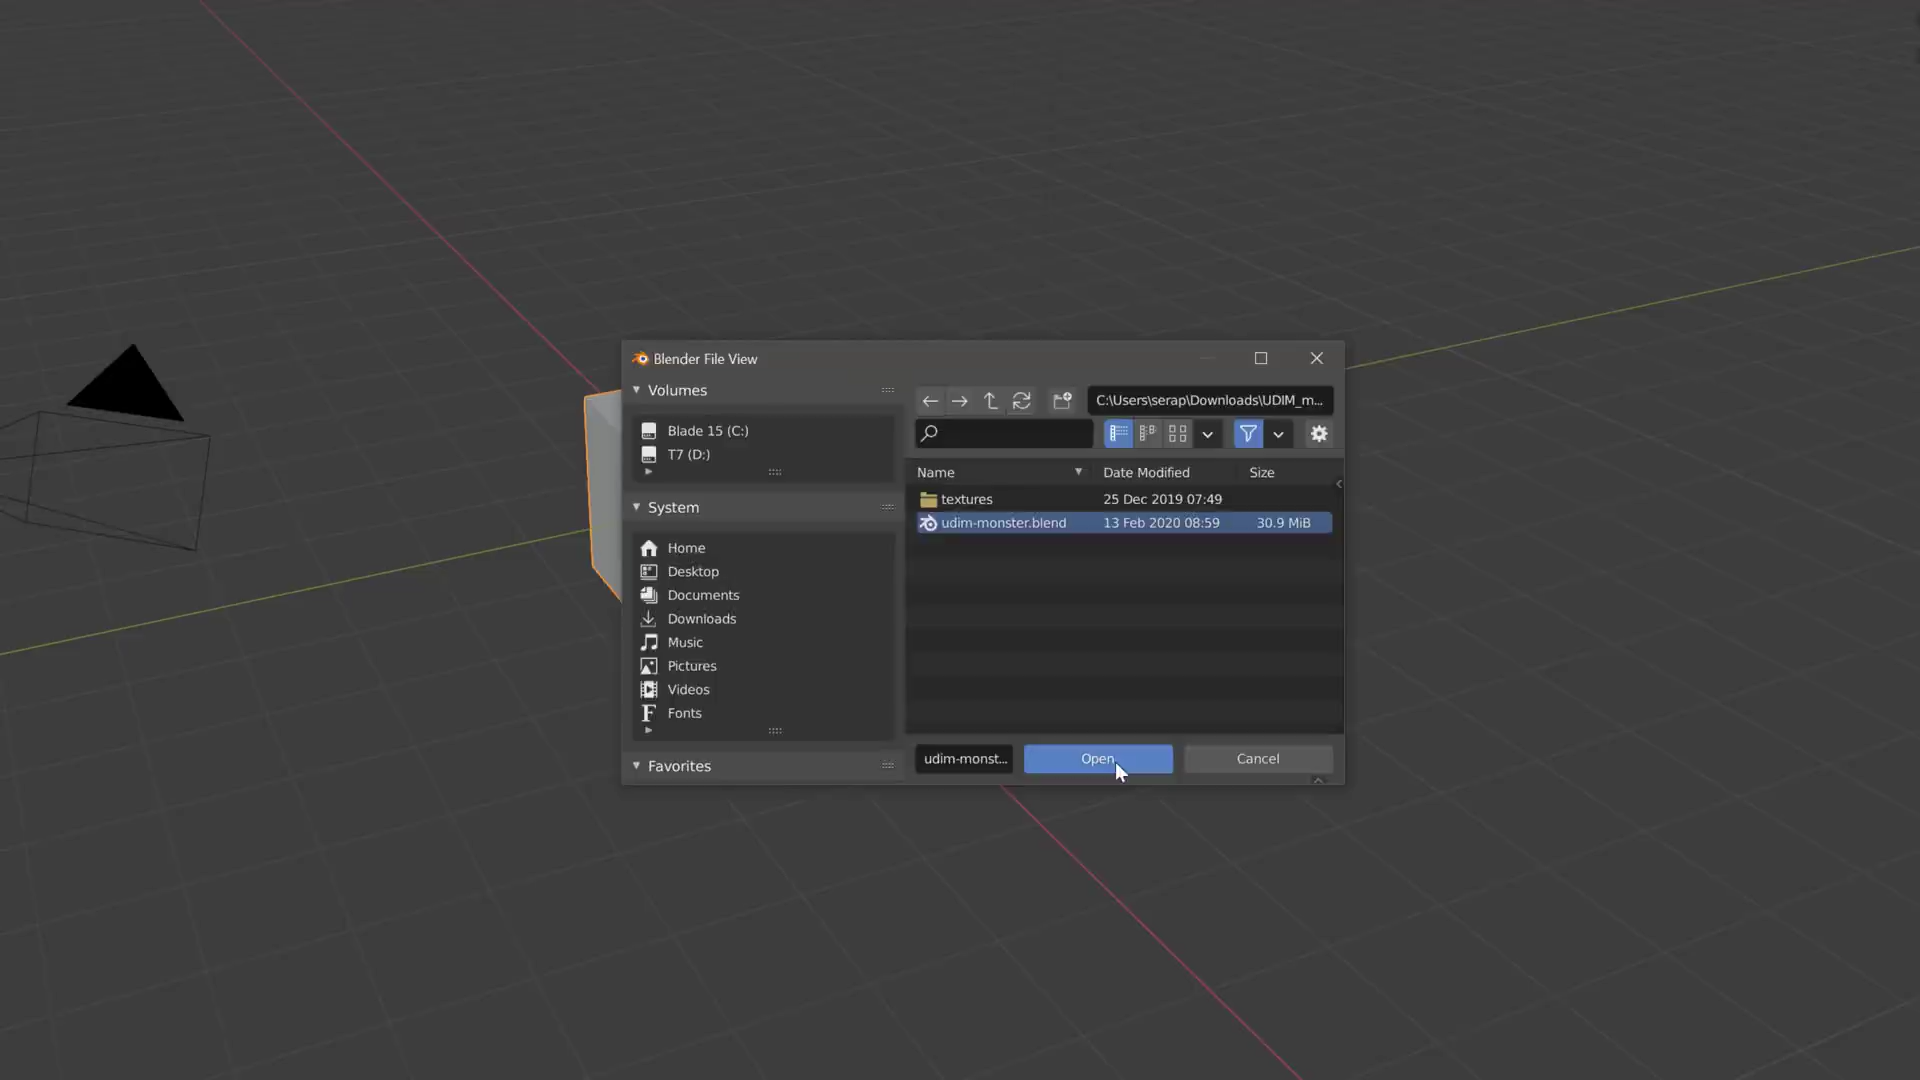 Blender File View
Volumes
Blade 15 (C:)
T7 (D:)
System
Home
Desktop
Documents
Downloads
Music
Pictures
Videos
Fonts
Favorites
C:\Users\serap\Downloads\UDIM_m...
Name Date Modified Size
textures 25 Dec 2019 07:49
udim-monster.blend 13 Feb 2020 08:59 30.9 MiB
udim-monst... Open Cancel